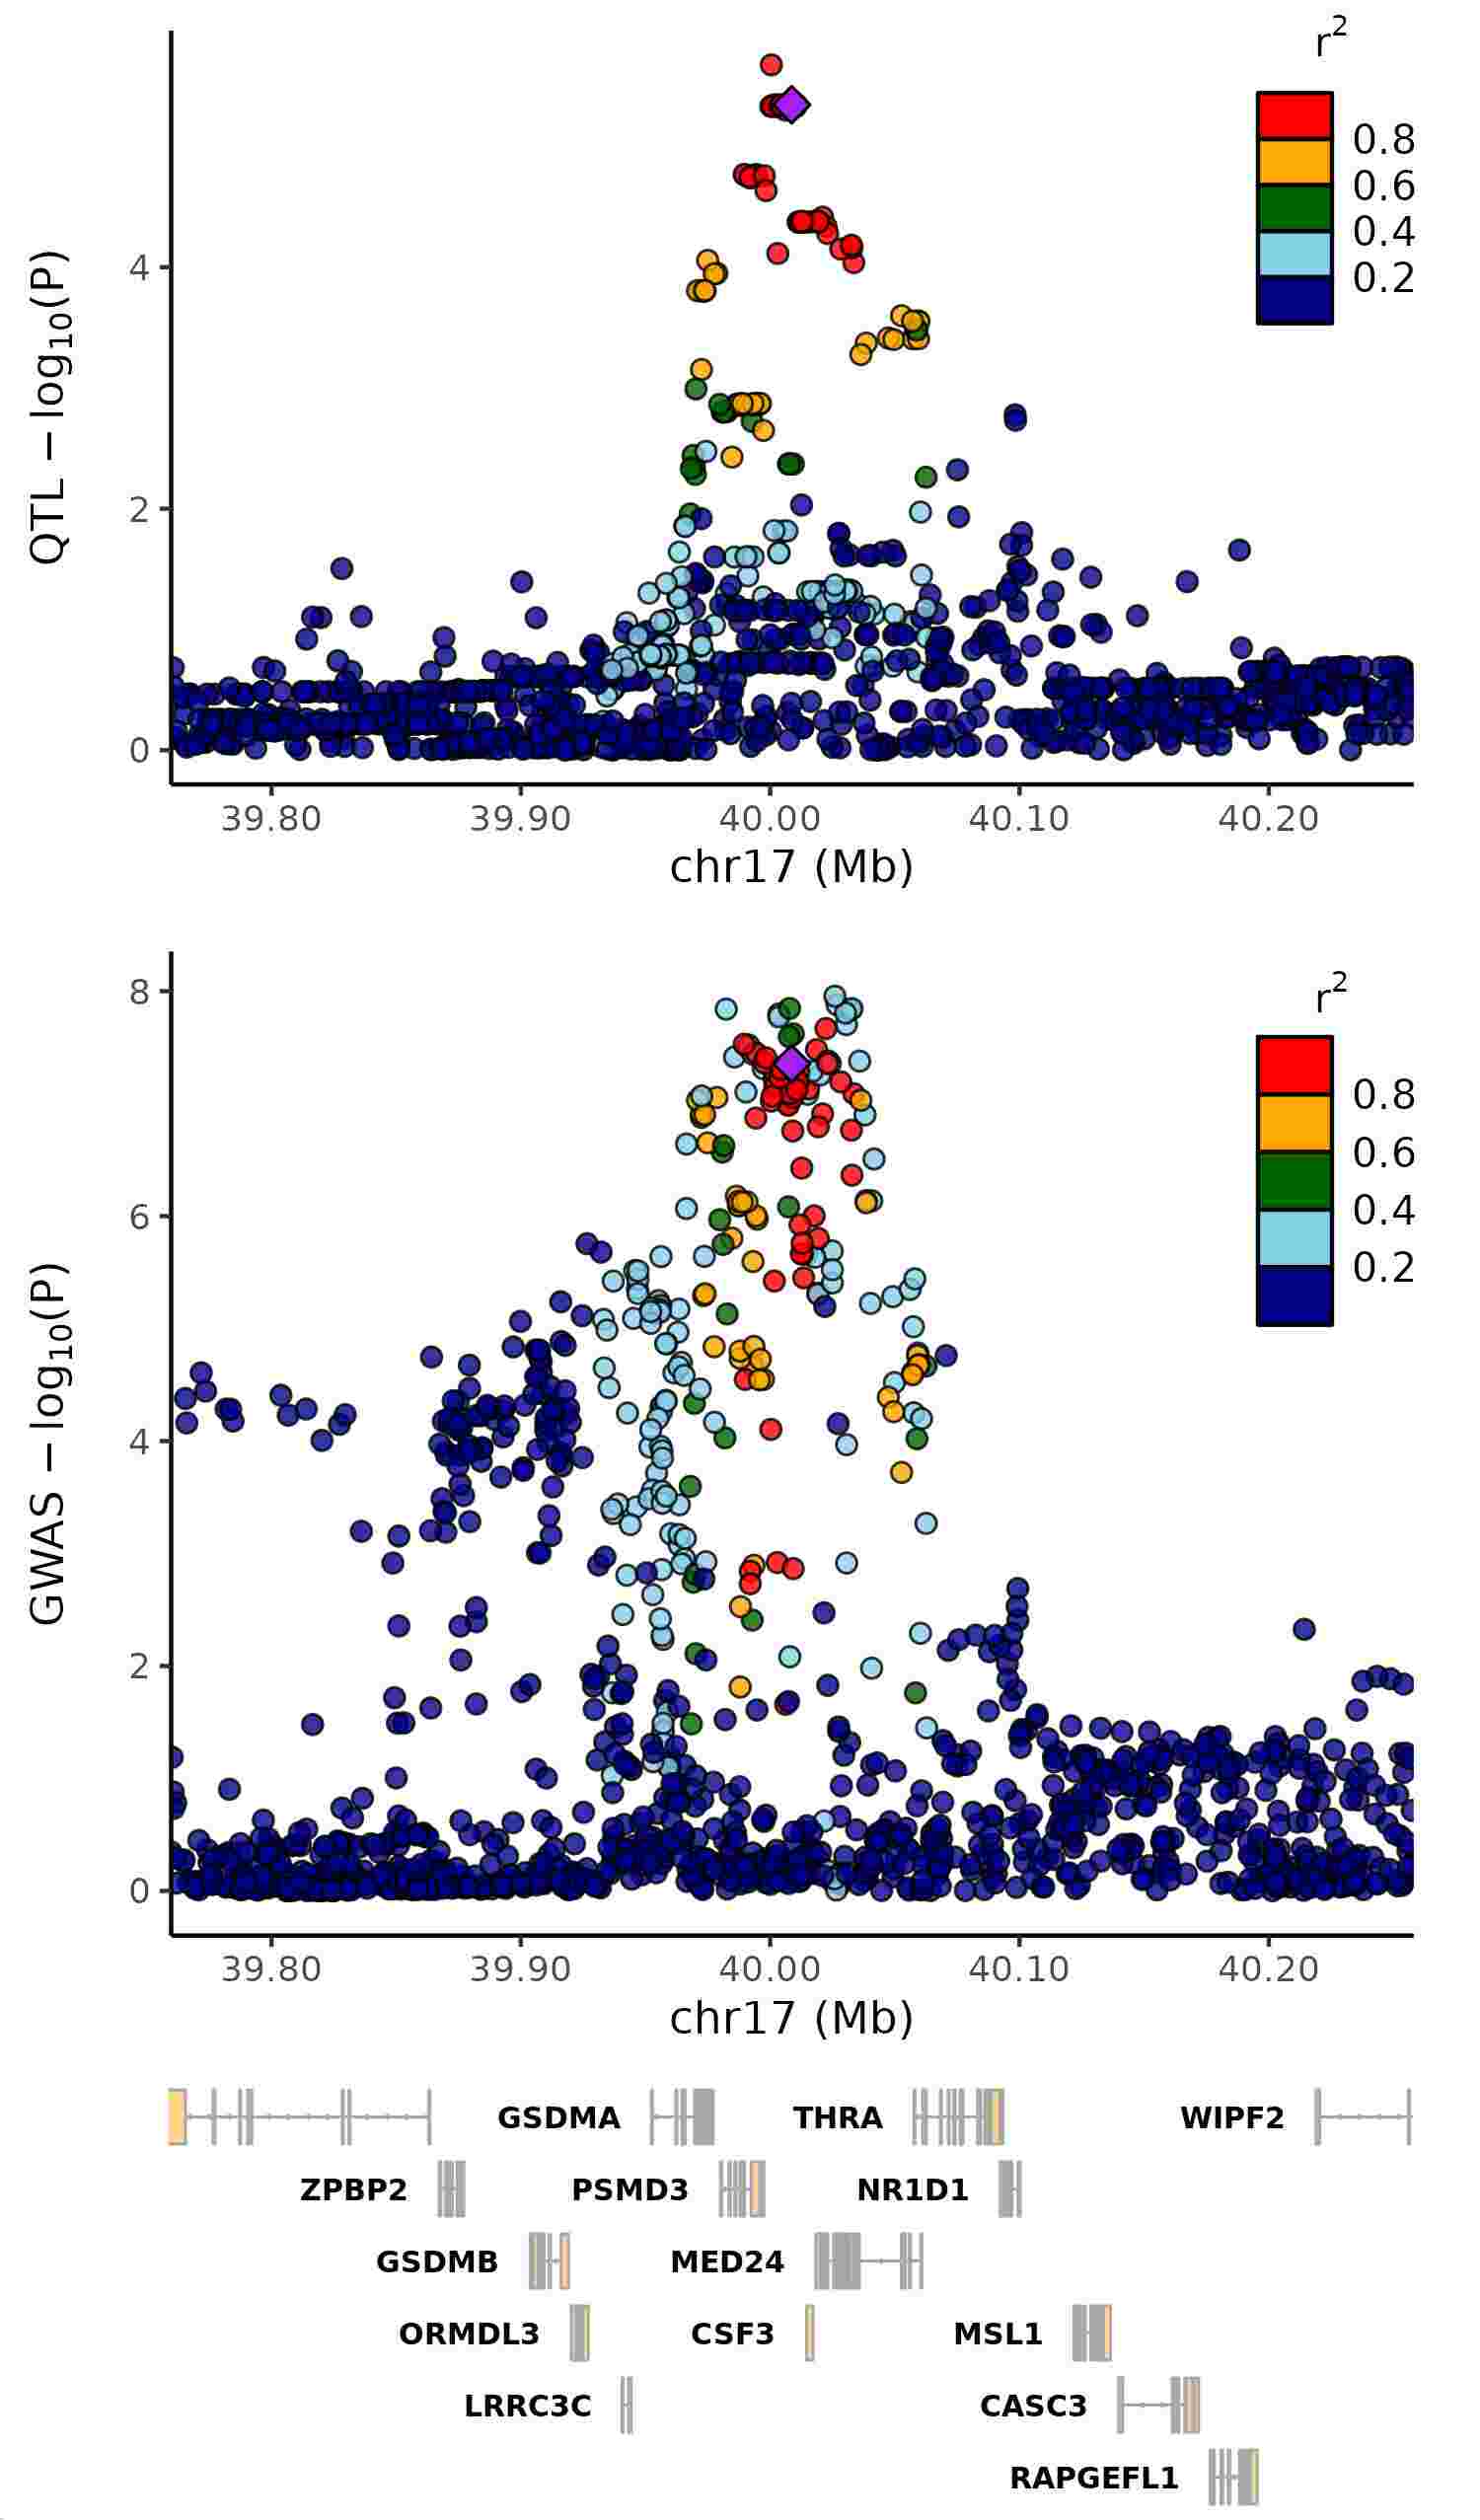 r²
0.8
0.6
0.4
0.2
QTL −log₁₀(P)
4
2
0
39.80 39.90 40.00 40.10 40.20
chr17 (Mb)
r²
0.8
0.6
0.4
0.2
GWAS −log₁₀(P)
8
6
4
2
0
39.80 39.90 40.00 40.10 40.20
chr17 (Mb)
GSDMA THRA WIPF2
ZPBP2 PSMD3 NR1D1
GSDMB MED24
ORMDL3 CSF3 MSL1
LRRC3C CASC3
RAPGEFL1